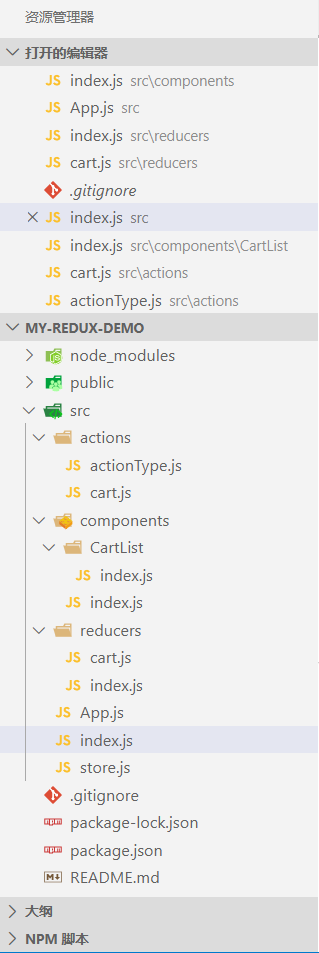 资源管理器
打开的编辑器
JS index.js src\components
JS App.js src
JS index.js src\reducers
JS cart.js src\reducers
.gitignore
JS index.js src
JS index.js src\components\CartList
JS cart.js src\actions
JS actionType.js src\actions
MY-REDUX-DEMO
node_modules
public
src
actions
JS actionType.js
JS cart.js
components
CartList
JS index.js
JS index.js
reducers
JS cart.js
JS index.js
JS App.js
JS index.js
JS store.js
.gitignore
npm package-lock.json
npm package.json
README.md
大纲
NPM 脚本